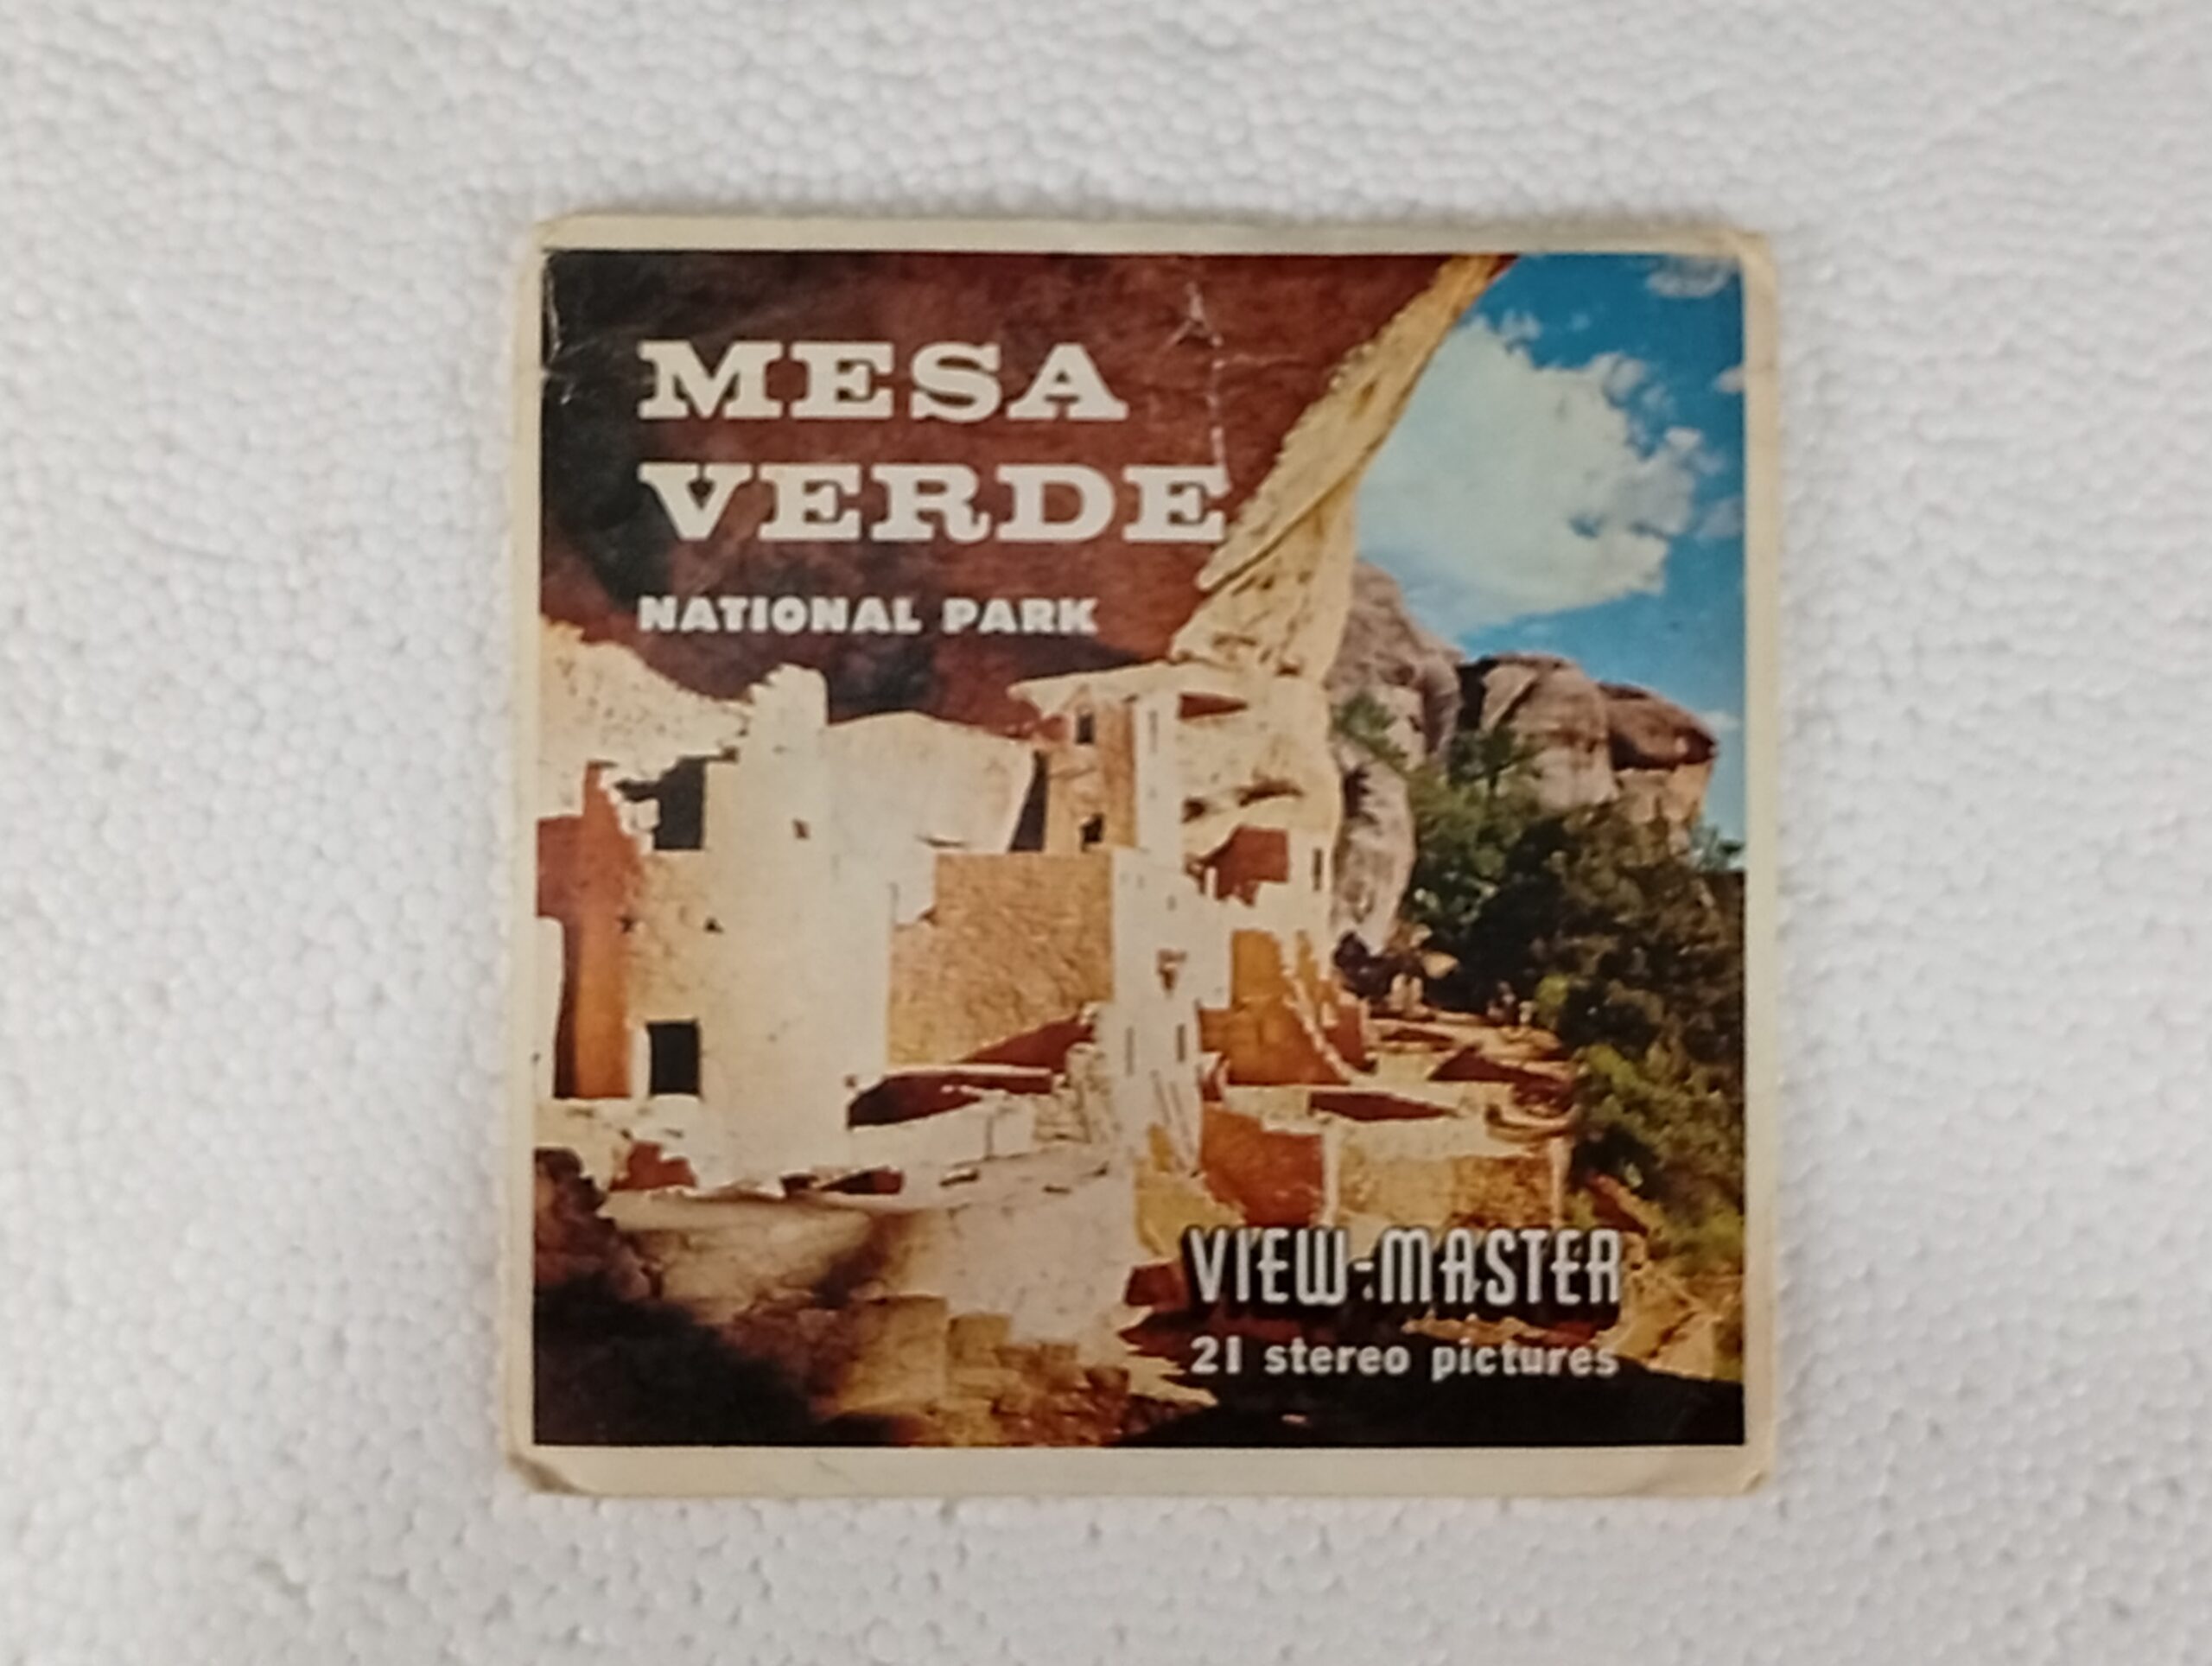 MESA
VERDE
NATIONAL PARK
VIEW-MASTER
21 stereo pictures